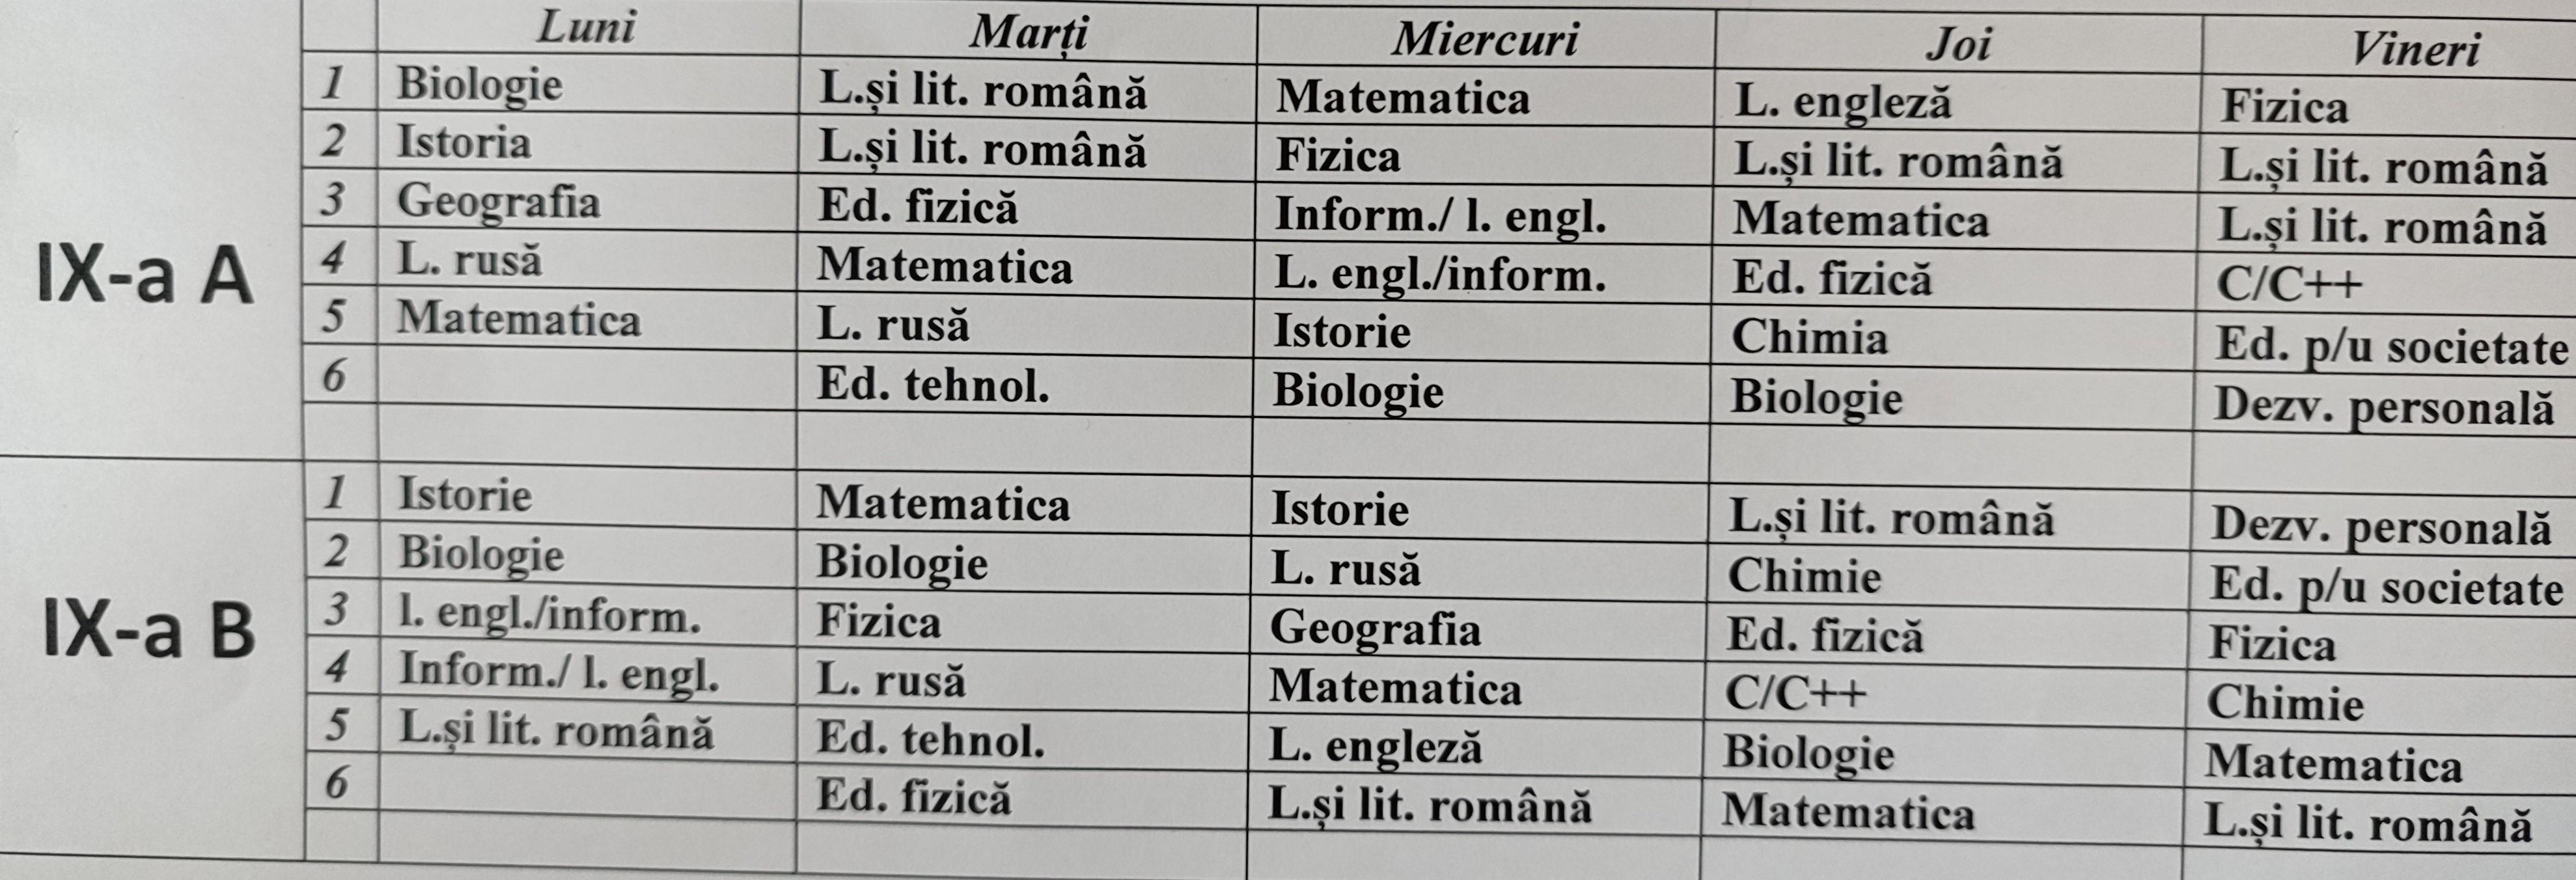 Luni Marți Miercuri Joi Vineri
1 Biologie L.și lit. română Matematica L. engleză Fizica
2 Istoria L.și lit. română Fizica L.și lit. română L.și lit. română
3 Geografia Ed. fizică Inform./ l. engl. Matematica L.și lit. română
IX-a A
4 L. rusă Matematica L. engl./inform. Ed. fizică C/C++
5 Matematica L. rusă Istorie Chimia Ed. p/u societate
6 Ed. tehnol. Biologie Biologie Dezv. personală
1 Istorie Matematica Istorie L.și lit. română Dezv. personală
2 Biologie Biologie L. rusă Chimie Ed. p/u societate
3 l. engl./inform. Fizica Geografia Ed. fizică Fizica
IX-a B
4 Inform./ l. engl. L. rusă Matematica C/C++ Chimie
5 L.și lit. română Ed. tehnol. L. engleză Biologie Matematica
6 Ed. fizică L.și lit. română Matematica L.și lit. română